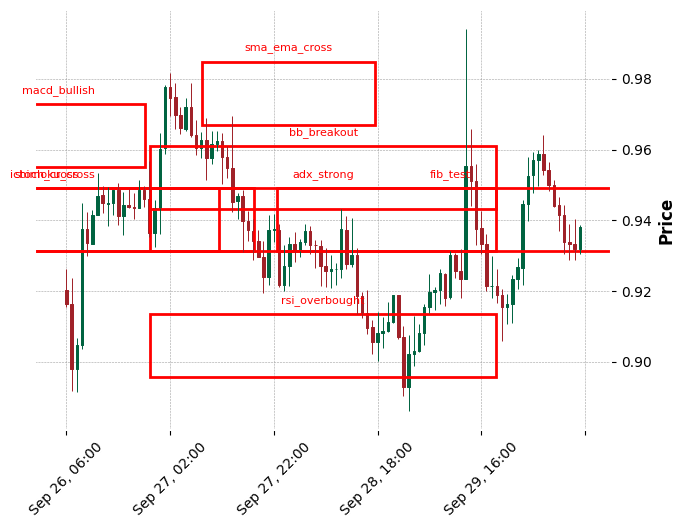 sma_ema_cross
macd_bullish
bb_breakout
stoch_cross
adx_strong
fib_test
rsi_overbought
0.98
0.96
0.94
0.92
0.90
Price
Sep 26, 06:00
Sep 27, 02:00
Sep 27, 22:00
Sep 28, 18:00
Sep 29, 16:00